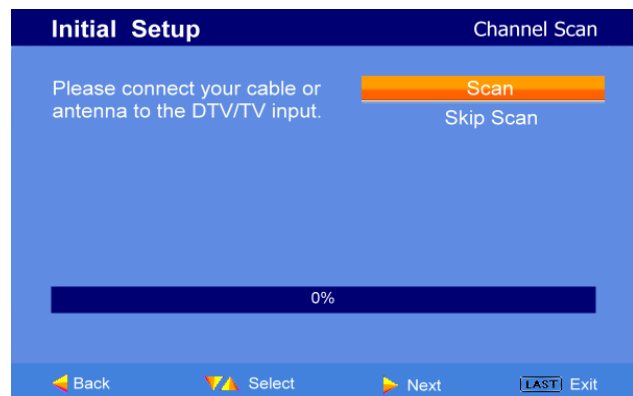 Initial Setup Channel Scan
Please connect your cable or
antenna to the DTV/TV input.
Scan
Skip Scan
0%
Back Select Next LAST Exit